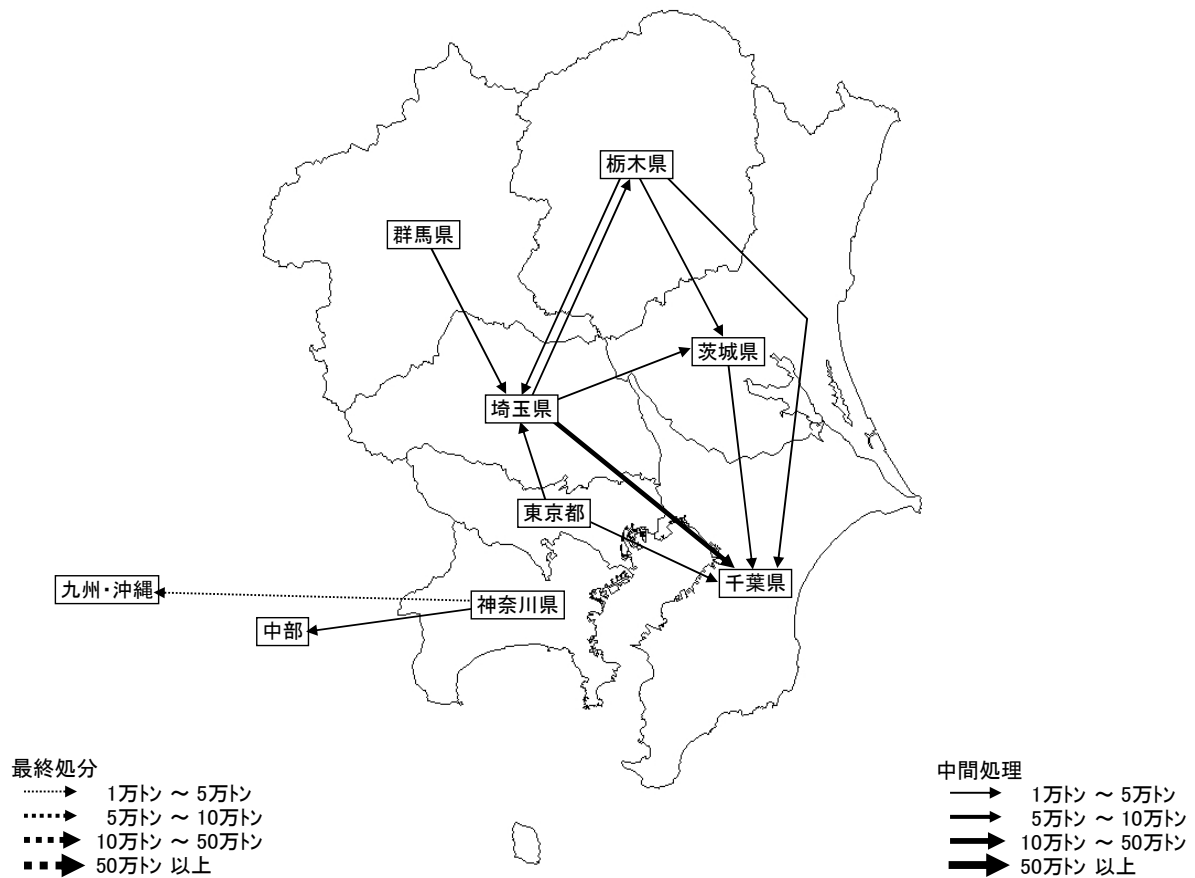 栃木県
群馬県
茨城県
埼玉県
東京都
千葉県
九州・沖縄
神奈川県
中部
最終処分
1万トン ～ 5万トン
5万トン ～ 10万トン
10万トン ～ 50万トン
50万トン 以上
中間処理
1万トン ～ 5万トン
5万トン ～ 10万トン
10万トン ～ 50万トン
50万トン 以上